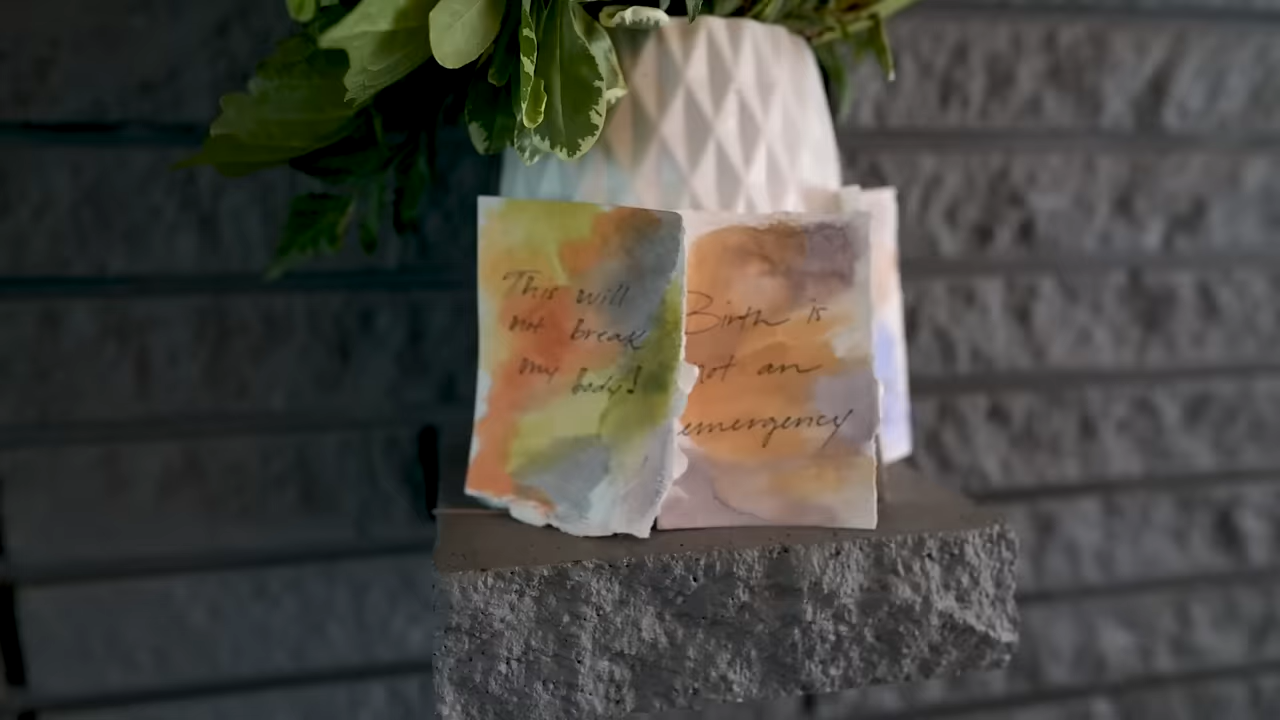 This will
not break
my body!
Birth is
not an
emergency